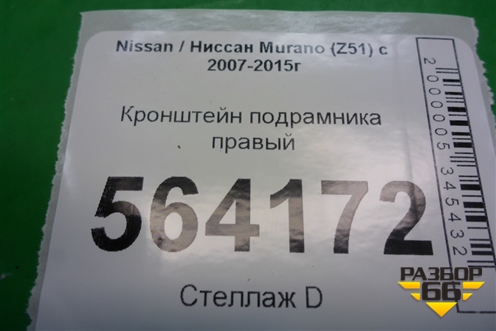 Nissan / Ниссан Murano (Z51) с
2007-2015г
Кронштейн подрамника
правый
564172
Стеллаж D
2000005345432
РАЗБОР
66